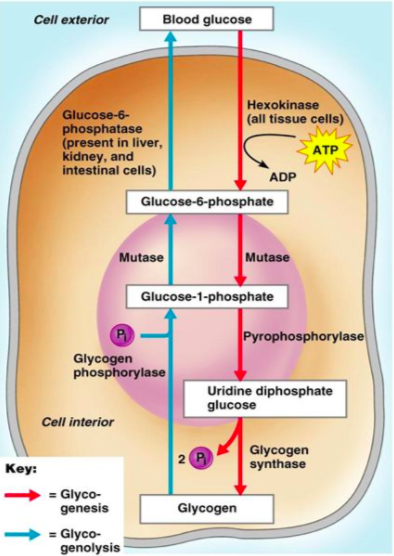 Cell exterior
Blood glucose
Glucose-6-
phosphatase
(present in liver,
kidney, and
intestinal cells)
Hexokinase
(all tissue cells)
ATP
ADP
Glucose-6-phosphate
Mutase
Mutase
Glucose-1-phosphate
Pi
Pyrophosphorylase
Glycogen
phosphorylase
Uridine diphosphate
glucose
Cell interior
2 Pi
Glycogen
synthase
Glycogen
Key:
= Glyco-
genesis
= Glyco-
genolysis